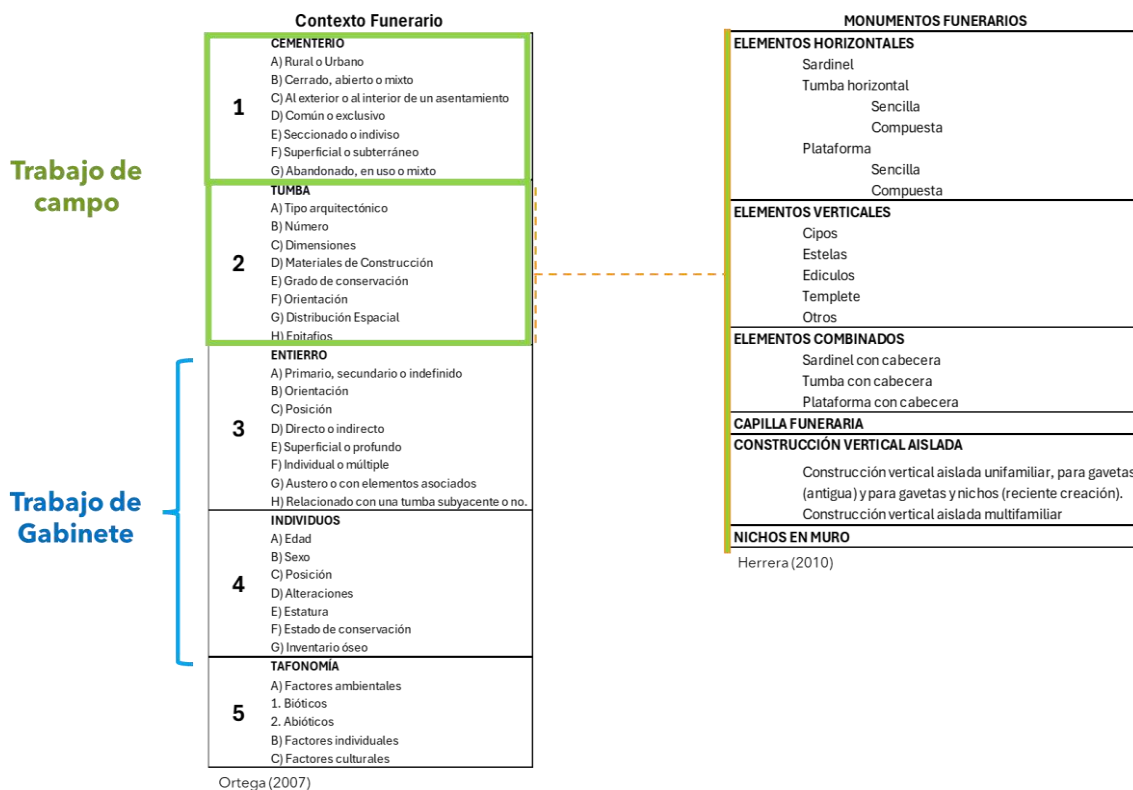 Contexto Funerario
CEMENTERIO
A) Rural o Urbano
B) Cerrado, abierto o mixto
C) Al exterior o al interior de un asentamiento
1
D) Común o exclusivo
E) Seccionado o indiviso
F) Superficial o subterráneo
G) Abandonado, en uso o mixto
Trabajo de
campo
TUMBA
A) Tipo arquitectónico
B) Número
C) Dimensiones
2
D) Materiales de Construcción
E) Grado de conservación
F) Orientación
G) Distribución Espacial
H) Epitafios
ENTIERRO
A) Primario, secundario o indefinido
B) Orientación
C) Posición
3
D) Directo o indirecto
E) Superficial o profundo
F) Individual o múltiple
G) Austero o con elementos asociados
H) Relacionado con una tumba subyacente o no.
Trabajo de
Gabinete
INDIVIDUOS
A) Edad
B) Sexo
C) Posición
4
D) Alteraciones
E) Estatura
F) Estado de conservación
G) Inventario óseo
TAFONOMÍA
A) Factores ambientales
1. Bióticos
5
2. Abióticos
B) Factores individuales
C) Factores culturales
Ortega (2007)
MONUMENTOS FUNERARIOS
ELEMENTOS HORIZONTALES
Sardinel
Tumba horizontal
Sencilla
Compuesta
Plataforma
Sencilla
Compuesta
ELEMENTOS VERTICALES
Cipos
Estelas
Ediculos
Templete
Otros
ELEMENTOS COMBINADOS
Sardinel con cabecera
Tumba con cabecera
Plataforma con cabecera
CAPILLA FUNERARIA
CONSTRUCCIÓN VERTICAL AISLADA
Construcción vertical aislada unifamiliar, para gavetas
(antigua) y para gavetas y nichos (reciente creación).
Construcción vertical aislada multifamiliar
NICHOS EN MURO
Herrera (2010)